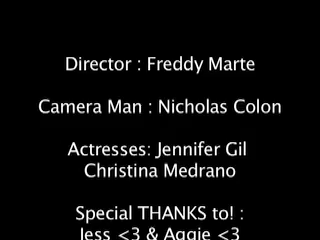 Director : Freddy Marte
Camera Man : Nicholas Colon
Actresses: Jennifer Gil
Christina Medrano
Special THANKS to! :
Jess <3 & Aggie <3